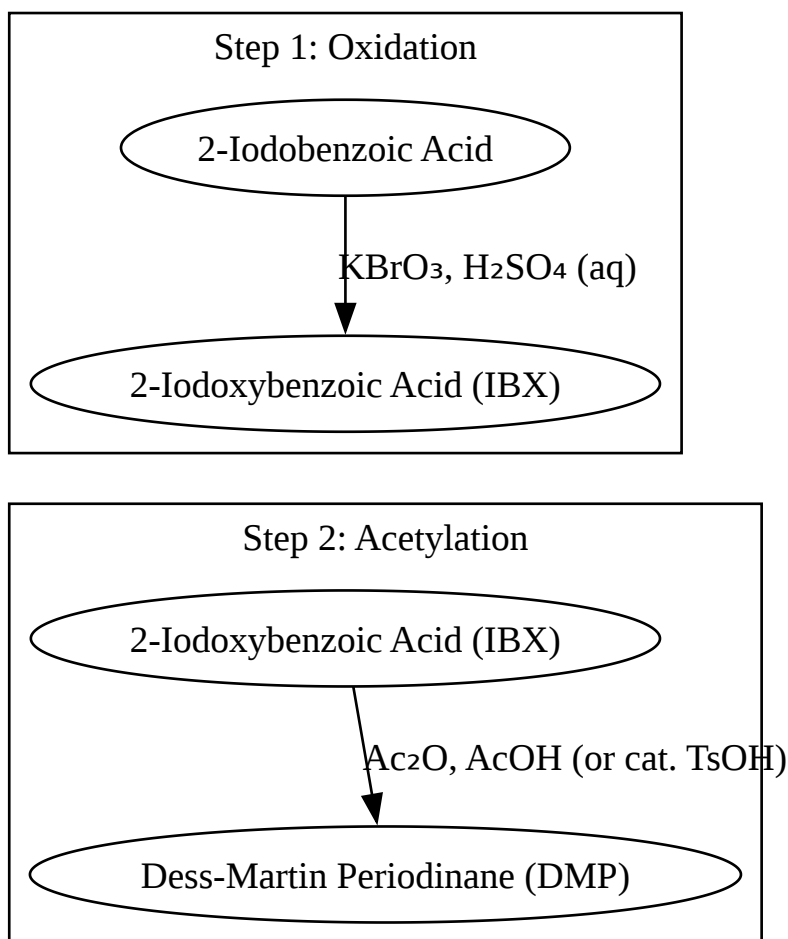 Step 1: Oxidation
2-Iodobenzoic Acid
KBrO₃, H₂SO₄ (aq)
2-Iodoxybenzoic Acid (IBX)
Step 2: Acetylation
2-Iodoxybenzoic Acid (IBX)
Ac₂O, AcOH (or cat. TsOH)
Dess-Martin Periodinane (DMP)